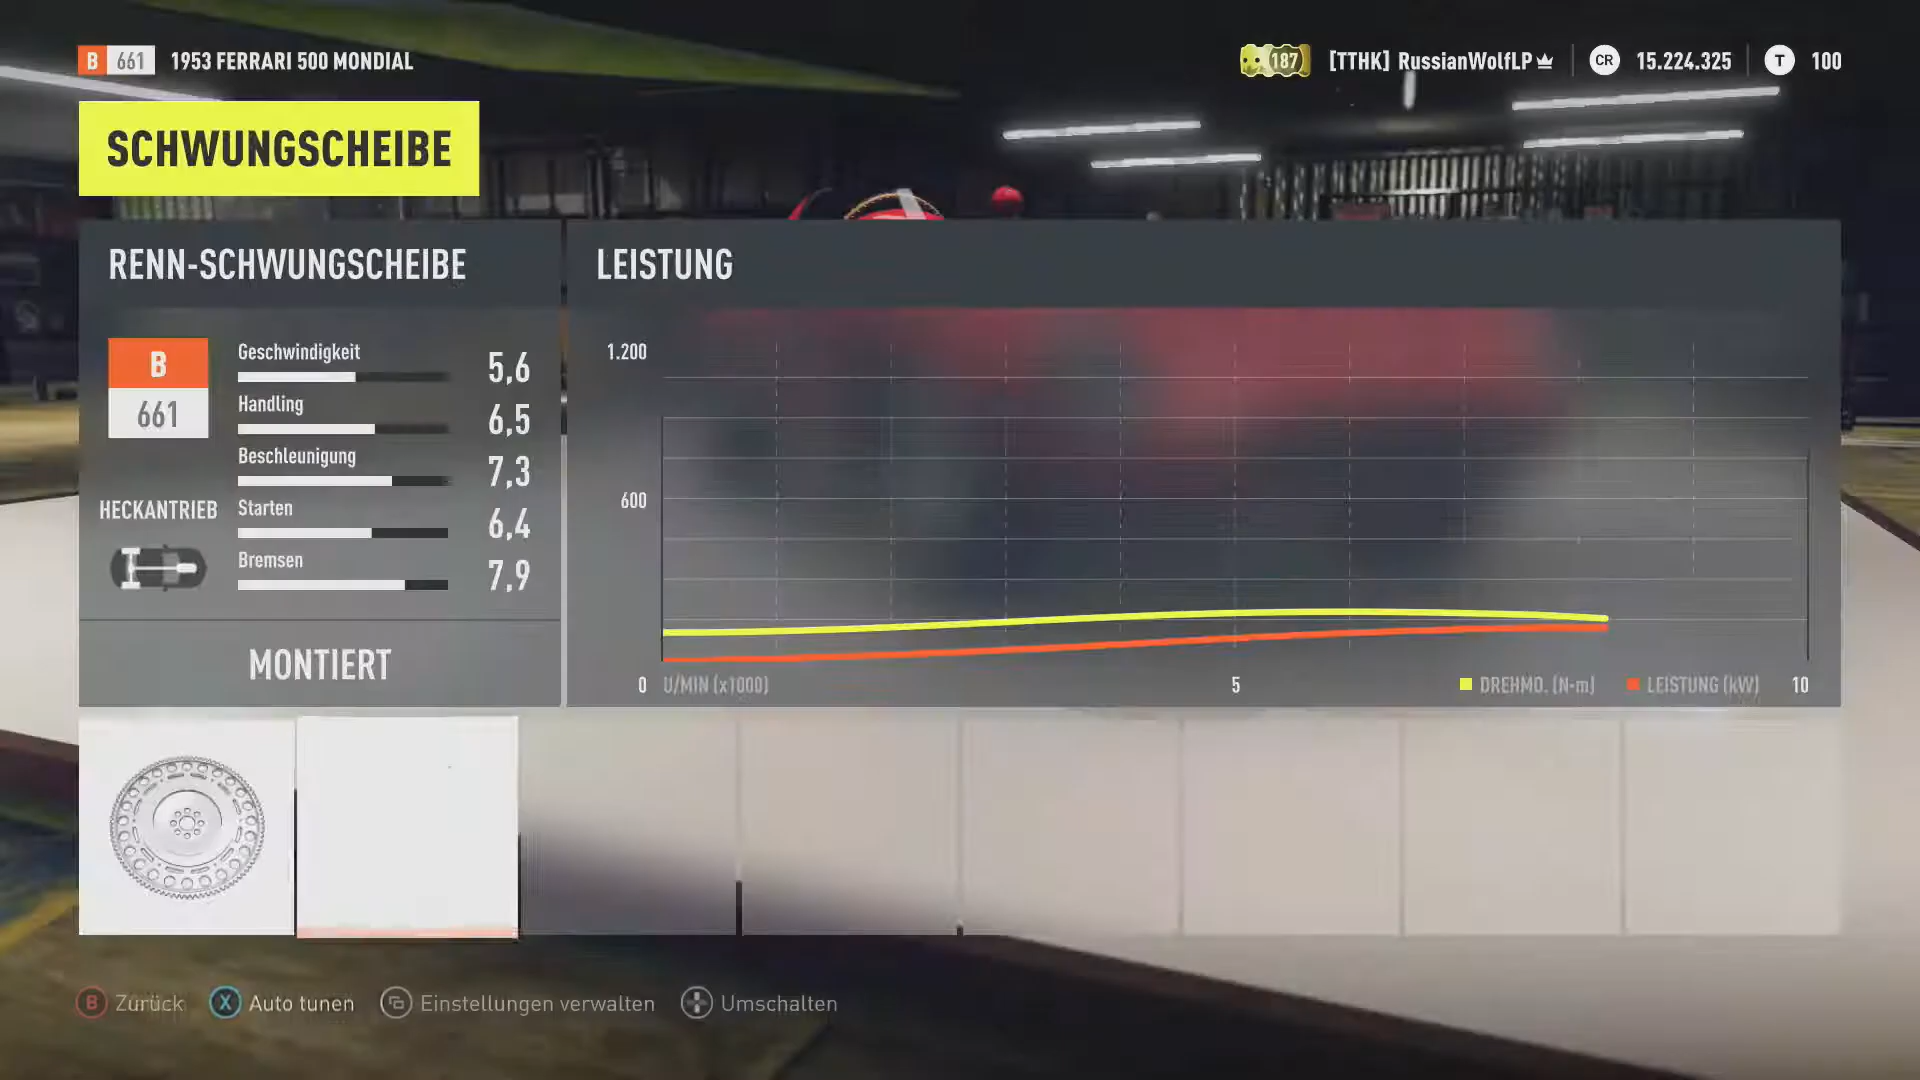 B 661 1953 FERRARI 500 MONDIAL
187 [TTHK] RussianWolfLP CR 15.224.325 T 100
SCHWUNGSCHEIBE
RENN-SCHWUNGSCHEIBE
B
661
HECKANTRIEB
Geschwindigkeit 5,6
Handling 6,5
Beschleunigung 7,3
Starten 6,4
Bremsen 7,9
MONTIERT
LEISTUNG
1.200
600
0 U/MIN (x1000) 5 DREHMO. (N-m) LEISTUNG (kW) 10
B Zurück X Auto tunen Einstellungen verwalten Umschalten